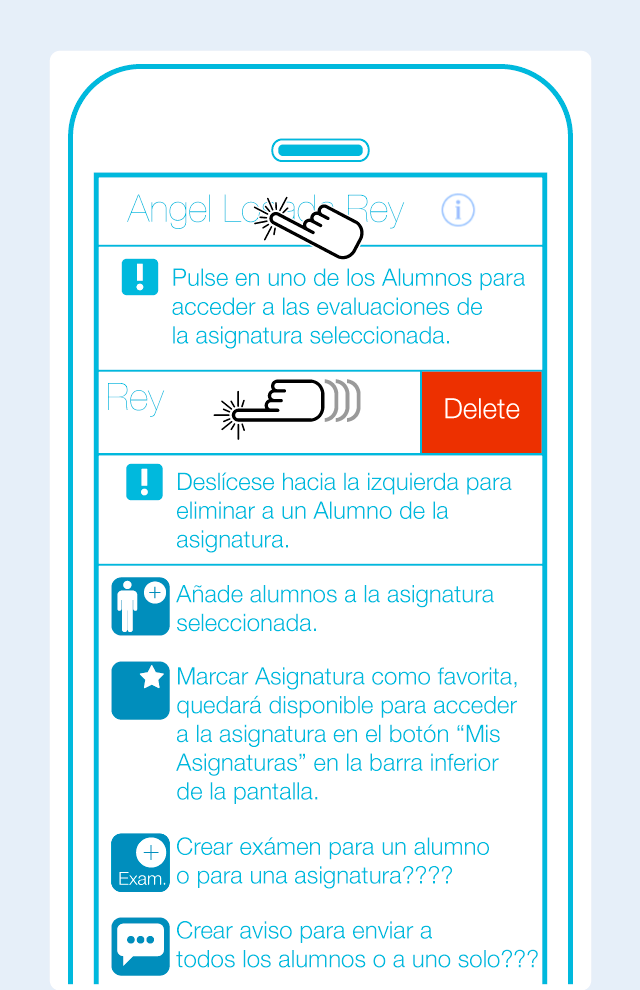 Angel Losada Rey
Pulse en uno de los Alumnos para
acceder a las evaluaciones de
la asignatura seleccionada.
Rey
Delete
Deslícese hacia la izquierda para
eliminar a un Alumno de la
asignatura.
Añade alumnos a la asignatura
seleccionada.
Marcar Asignatura como favorita,
quedará disponible para acceder
a la asignatura en el botón “Mis
Asignaturas” en la barra inferior
de la pantalla.
Exam.
Crear exámen para un alumno
o para una asignatura????
Crear aviso para enviar a
todos los alumnos o a uno solo???